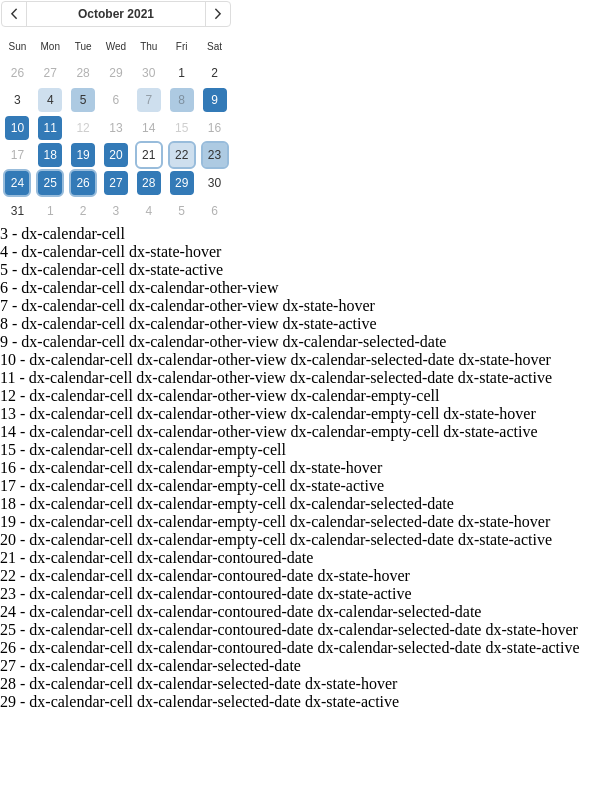 October 2021
Sun Mon Tue Wed Thu Fri Sat
26 27 28 29 30 1 2
3 4 5 6 7 8 9
10 11 12 13 14 15 16
17 18 19 20 21 22 23
24 25 26 27 28 29 30
31 1 2 3 4 5 6
3 - dx-calendar-cell
4 - dx-calendar-cell dx-state-hover
5 - dx-calendar-cell dx-state-active
6 - dx-calendar-cell dx-calendar-other-view
7 - dx-calendar-cell dx-calendar-other-view dx-state-hover
8 - dx-calendar-cell dx-calendar-other-view dx-state-active
9 - dx-calendar-cell dx-calendar-other-view dx-calendar-selected-date
10 - dx-calendar-cell dx-calendar-other-view dx-calendar-selected-date dx-state-hover
11 - dx-calendar-cell dx-calendar-other-view dx-calendar-selected-date dx-state-active
12 - dx-calendar-cell dx-calendar-other-view dx-calendar-empty-cell
13 - dx-calendar-cell dx-calendar-other-view dx-calendar-empty-cell dx-state-hover
14 - dx-calendar-cell dx-calendar-other-view dx-calendar-empty-cell dx-state-active
15 - dx-calendar-cell dx-calendar-empty-cell
16 - dx-calendar-cell dx-calendar-empty-cell dx-state-hover
17 - dx-calendar-cell dx-calendar-empty-cell dx-state-active
18 - dx-calendar-cell dx-calendar-empty-cell dx-calendar-selected-date
19 - dx-calendar-cell dx-calendar-empty-cell dx-calendar-selected-date dx-state-hover
20 - dx-calendar-cell dx-calendar-empty-cell dx-calendar-selected-date dx-state-active
21 - dx-calendar-cell dx-calendar-contoured-date
22 - dx-calendar-cell dx-calendar-contoured-date dx-state-hover
23 - dx-calendar-cell dx-calendar-contoured-date dx-state-active
24 - dx-calendar-cell dx-calendar-contoured-date dx-calendar-selected-date
25 - dx-calendar-cell dx-calendar-contoured-date dx-calendar-selected-date dx-state-hover
26 - dx-calendar-cell dx-calendar-contoured-date dx-calendar-selected-date dx-state-active
27 - dx-calendar-cell dx-calendar-selected-date
28 - dx-calendar-cell dx-calendar-selected-date dx-state-hover
29 - dx-calendar-cell dx-calendar-selected-date dx-state-active